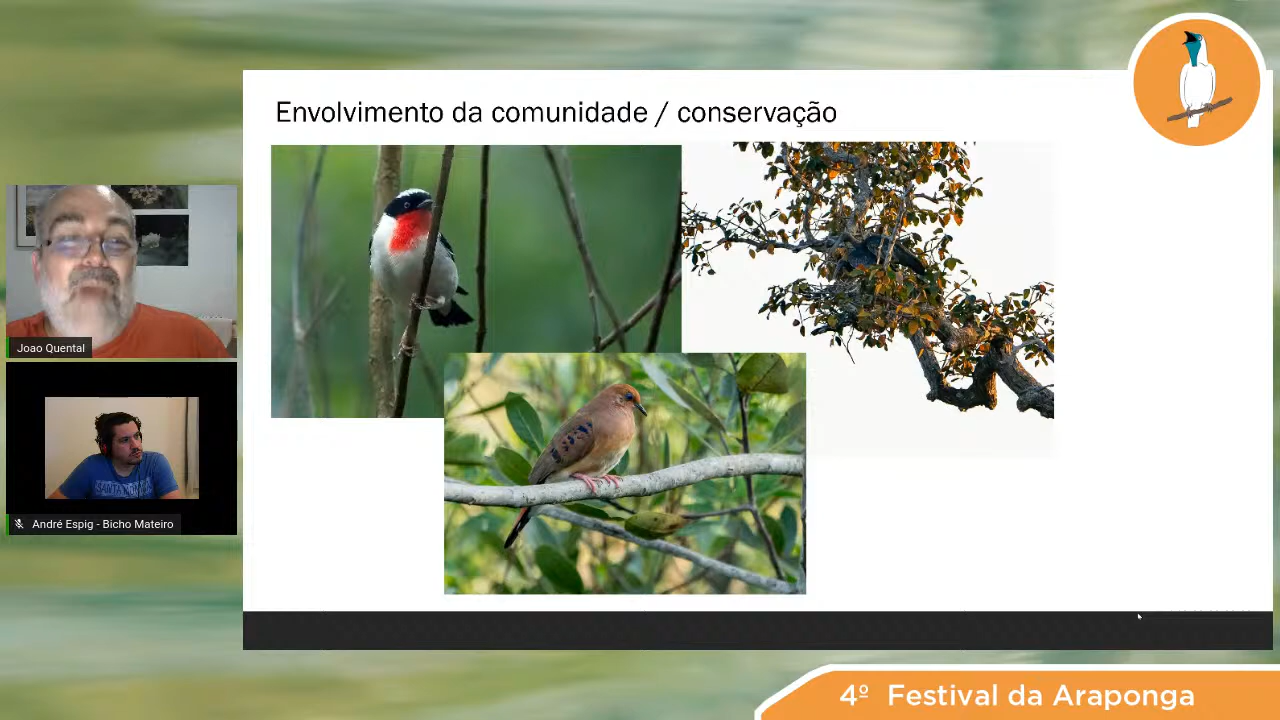 Envolvimento da comunidade / conservação
Joao Quental
André Espig - Bicho Mateiro
4º Festival da Araponga